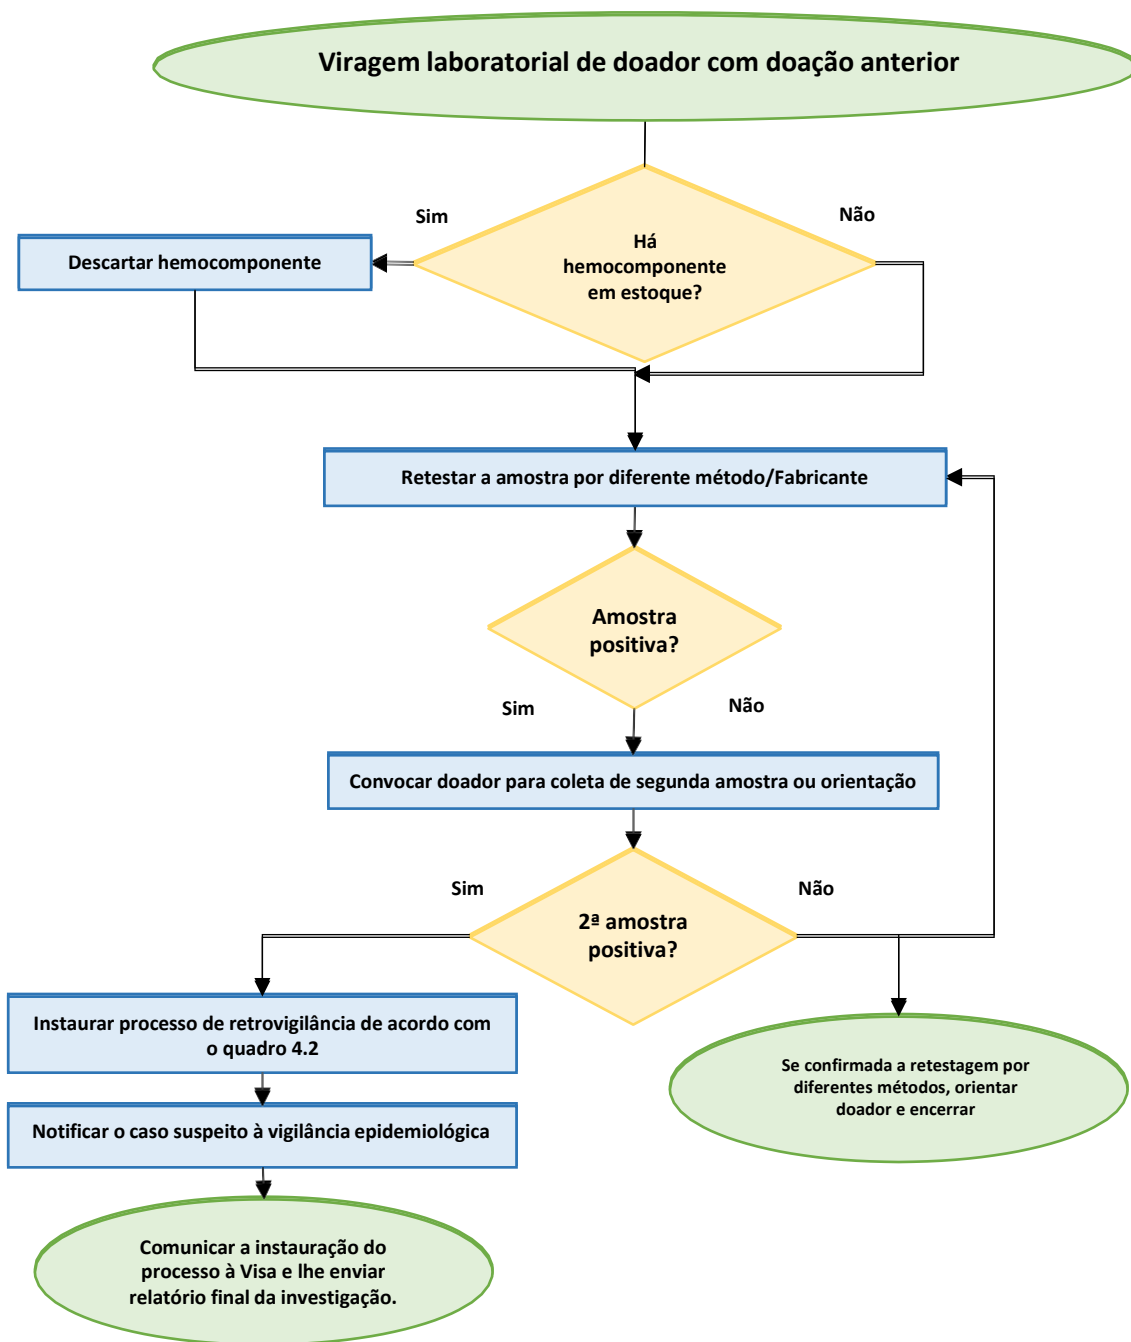 Viragem laboratorial de doador com doação anterior
Sim
Não
Há
hemocomponente
em estoque?
Descartar hemocomponente
Retestar a amostra por diferente método/Fabricante
Amostra
positiva?
Sim
Não
Convocar doador para coleta de segunda amostra ou orientação
Sim
Não
2ª amostra
positiva?
Instaurar processo de retrovigilância de acordo com
o quadro 4.2
Se confirmada a retestagem por
diferentes métodos, orientar
doador e encerrar
Notificar o caso suspeito à vigilância epidemiológica
Comunicar a instauração do
processo à Visa e lhe enviar
relatório final da investigação.